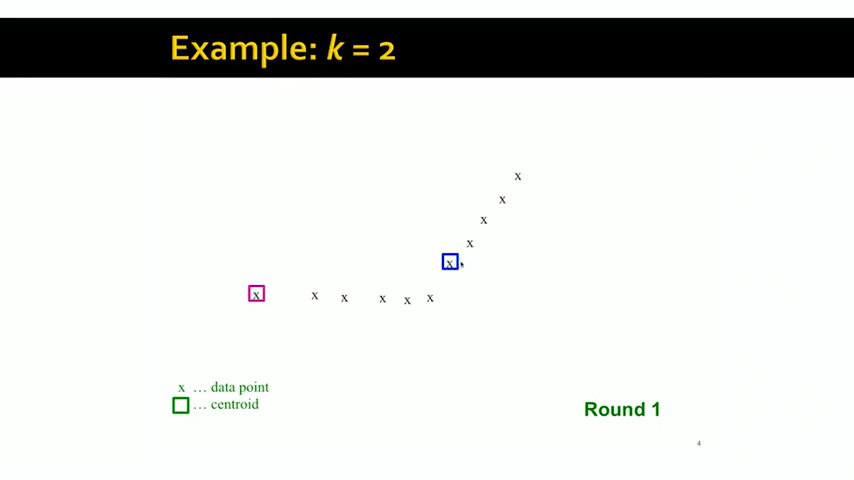 Example: k = 2
x
x
x
x
x
x x x x x x
x ... data point
... centroid
Round 1
4